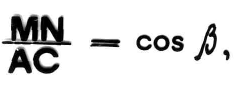 MN/AC = cos β,